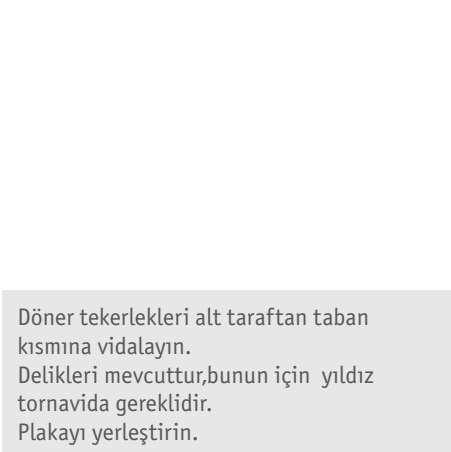 Döner tekerlekleri alt taraftan taban
kısmına vidalayın.
Delikleri mevcuttur,bunun için  yıldız
tornavida gereklidir.
Plakayı yerleştirin.